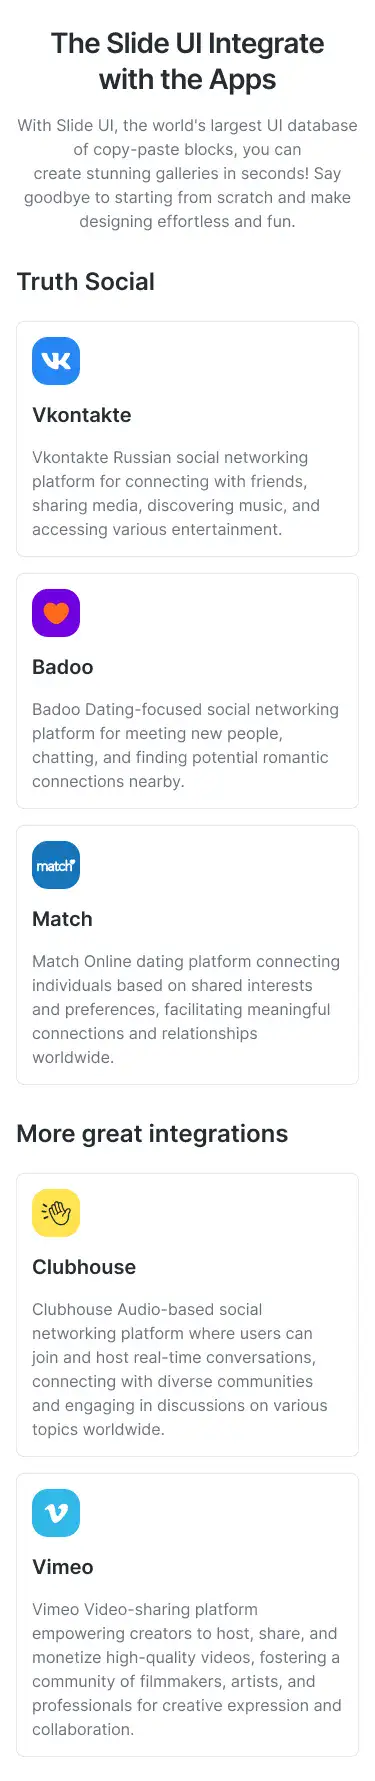 The Slide UI Integrate
with the Apps
With Slide UI, the world's largest UI database
of copy-paste blocks, you can
create stunning galleries in seconds! Say
goodbye to starting from scratch and make
designing effortless and fun.
Truth Social
Vkontakte
Vkontakte Russian social networking
platform for connecting with friends,
sharing media, discovering music, and
accessing various entertainment.
Badoo
Badoo Dating-focused social networking
platform for meeting new people,
chatting, and finding potential romantic
connections nearby.
match
Match
Match Online dating platform connecting
individuals based on shared interests
and preferences, facilitating meaningful
connections and relationships
worldwide.
More great integrations
Clubhouse
Clubhouse Audio-based social
networking platform where users can
join and host real-time conversations,
connecting with diverse communities
and engaging in discussions on various
topics worldwide.
Vimeo
Vimeo Video-sharing platform
empowering creators to host, share, and
monetize high-quality videos, fostering a
community of filmmakers, artists, and
professionals for creative expression and
collaboration.